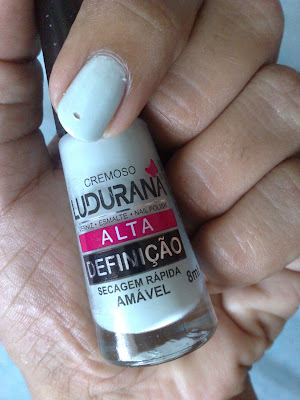 CREMOSO
LUDURANA
VERNIZ • ESMALTE • NAIL POLISH
ALTA
DEFINIÇÃO
SECAGEM RÁPIDA
AMÁVEL
8ml